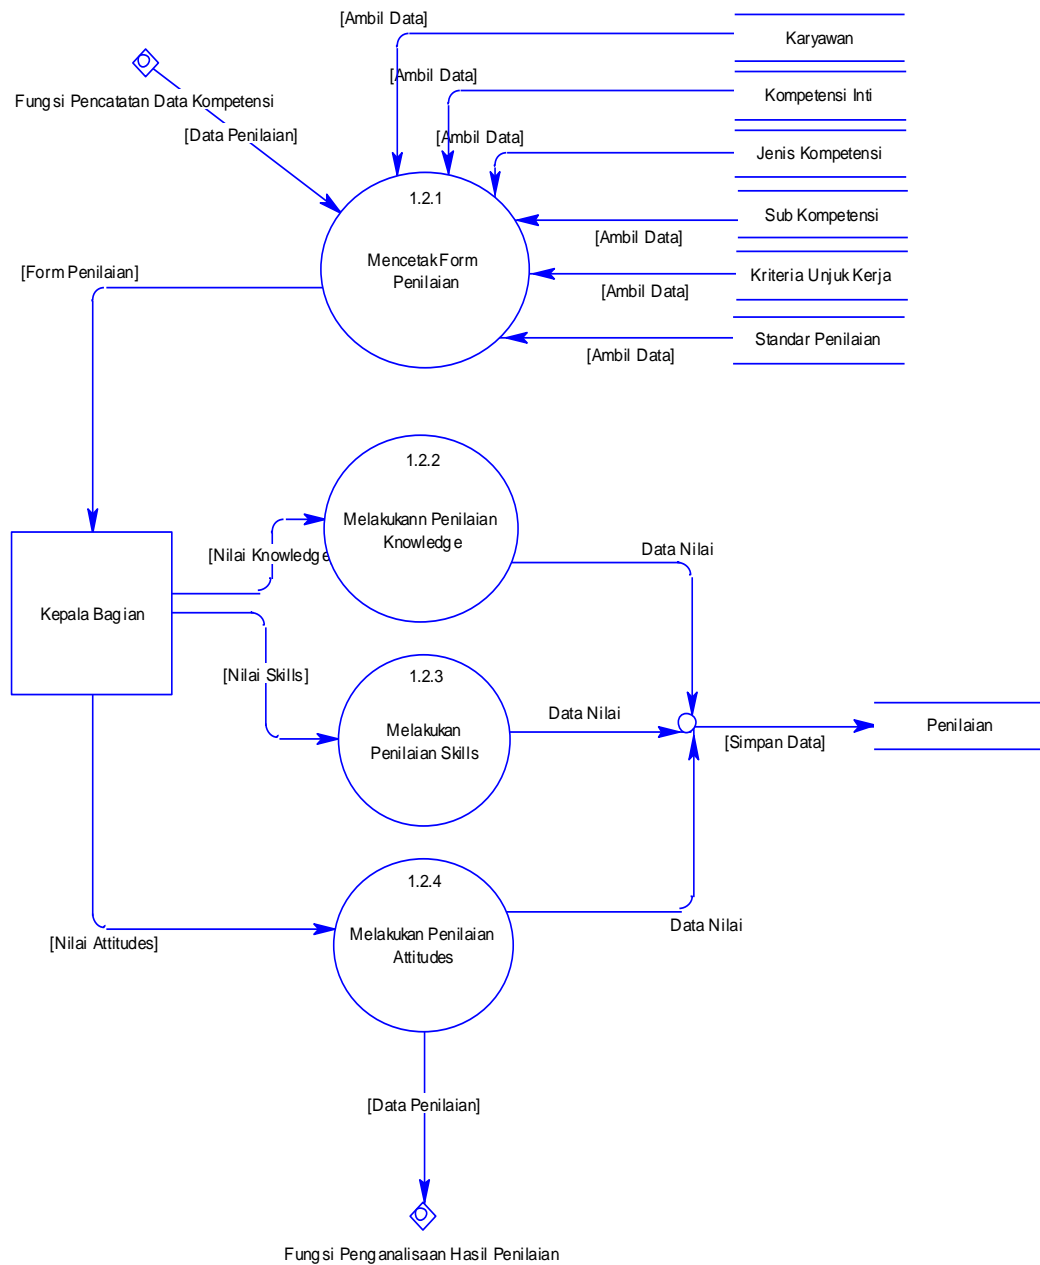 [Ambil Data]
Karyawan
[Ambil Data]
Kompetensi Inti
Fungsi Pencatatan Data Kompetensi
[Data Penilaian]
[Ambil Data]
Jenis Kompetensi
1.2.1
Sub Kompetensi
[Ambil Data]
Mencetak Form
Penilaian
[Form Penilaian]
Kriteria Unjuk Kerja
[Ambil Data]
Standar Penilaian
[Ambil Data]
1.2.2
Melakukann Penilaian
Knowledge
[Nilai Knowledge
Data Nilai
Kepala Bagian
[Nilai Skills]
1.2.3
Melakukan
Penilaian Skills
Data Nilai
[Simpan Data]
Penilaian
1.2.4
Melakukan Penilaian
Attitudes
Data Nilai
[Nilai Attitudes]
[Data Penilaian]
Fungsi Penganalisaan Hasil Penilaian